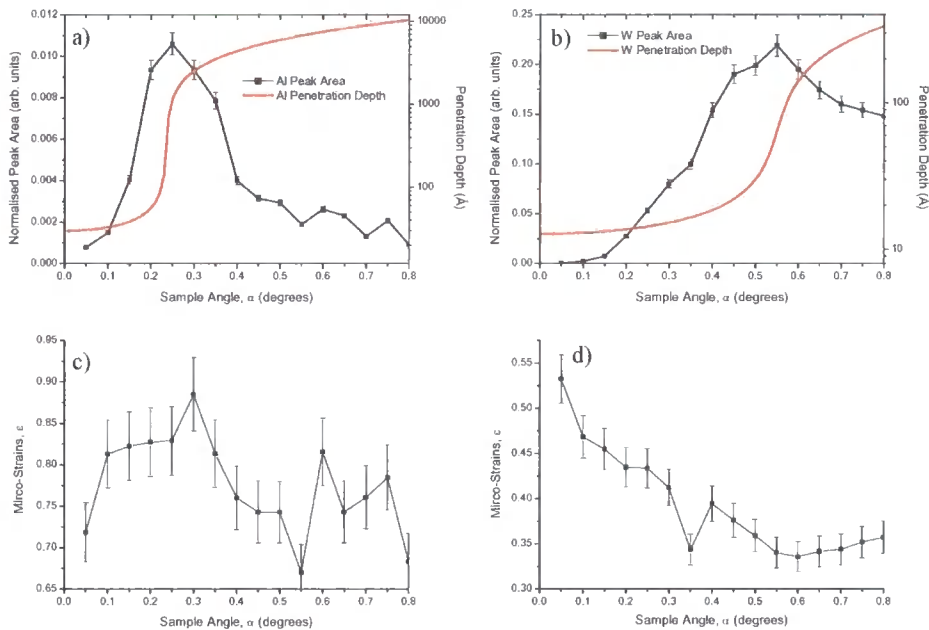 a)
Normalised Peak Area (arb. units)
0.012
0.010
0.008
0.006
0.004
0.002
0.000
Al Peak Area
Al Penetration Depth
10000
1000
100
Penetration Depth (Å)
0.0 0.1 0.2 0.3 0.4 0.5 0.6 0.7 0.8
Sample Angle, α (degrees)
b)
Normalised Peak Area (arb. units)
0.25
0.20
0.15
0.10
0.05
0.00
W Peak Area
W Penetration Depth
100
10
Penetration Depth (Å)
0.0 0.1 0.2 0.3 0.4 0.5 0.6 0.7 0.8
Sample Angle, α (degrees)
c)
Mirco-Strains, ε
0.95
0.90
0.85
0.80
0.75
0.70
0.65
0.0 0.1 0.2 0.3 0.4 0.5 0.6 0.7 0.8
Sample Angle, α (degrees)
d)
Mirco-Strains, ε
0.55
0.50
0.45
0.40
0.35
0.30
0.0 0.1 0.2 0.3 0.4 0.5 0.6 0.7 0.8
Sample Angle, α (degrees)